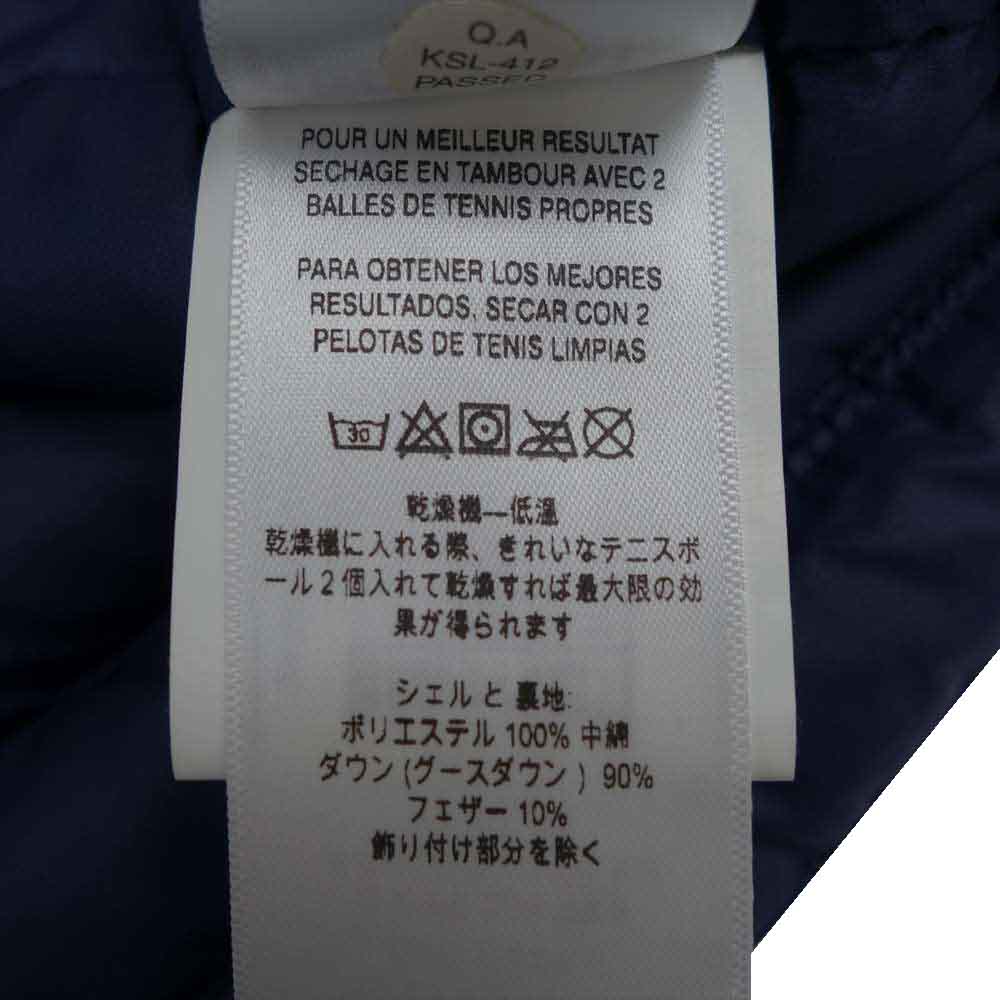 Q.A
KSL-412
PASSED
POUR UN MEILLEUR RESULTAT
SECHAGE EN TAMBOUR AVEC 2
BALLES DE TENNIS PROPRES
PARA OBTENER LOS MEJORES
RESULTADOS, SECAR CON 2
PELOTAS DE TENIS LIMPIAS
30
乾燥機—低温
乾燥機に入れる際、きれいなテニスボ
ール2個入れて乾燥すれば最大限の効
果が得られます
シェルと裏地:
ポリエステル 100% 中綿
ダウン (グースダウン ) 90%
フェザー 10%
飾り付け部分を除く